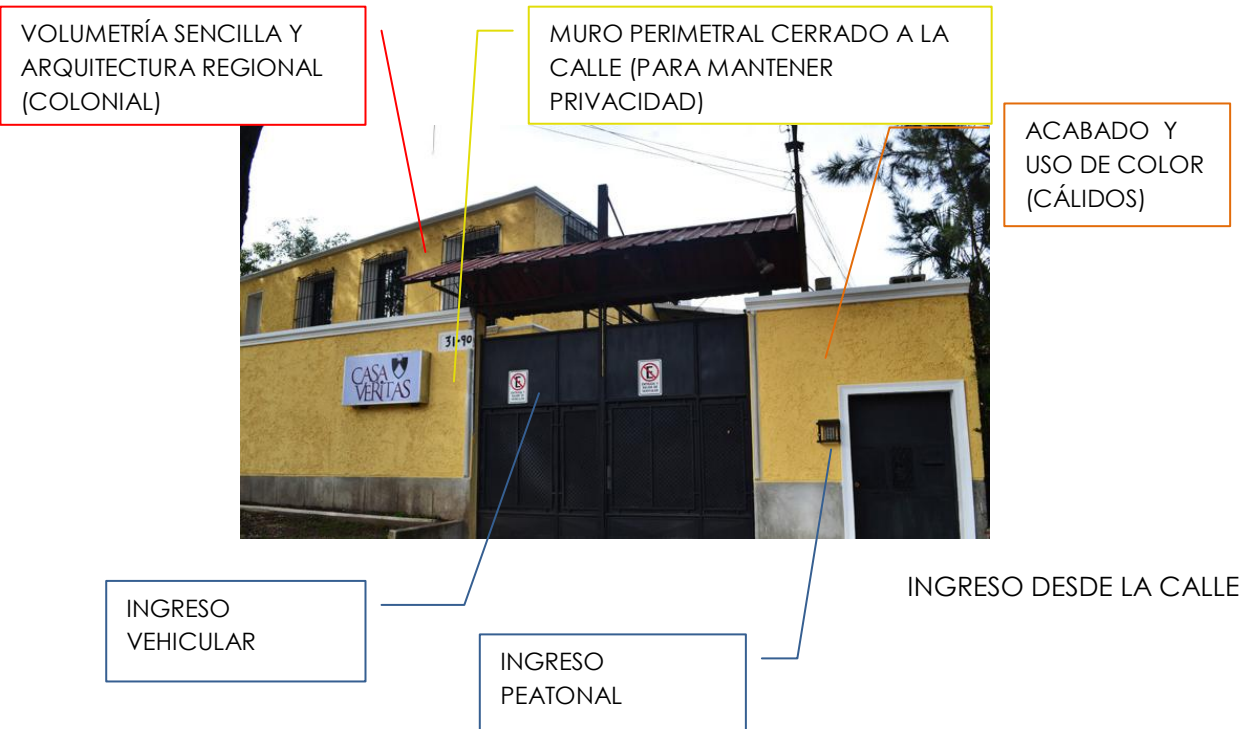 VOLUMETRÍA SENCILLA Y
ARQUITECTURA REGIONAL
(COLONIAL)
MURO PERIMETRAL CERRADO A LA
CALLE (PARA MANTENER
PRIVACIDAD)
ACABADO Y
USO DE COLOR
(CÁLIDOS)
31-90
CASA
VERITAS
E
E
INGRESO
VEHICULAR
INGRESO
PEATONAL
INGRESO DESDE LA CALLE